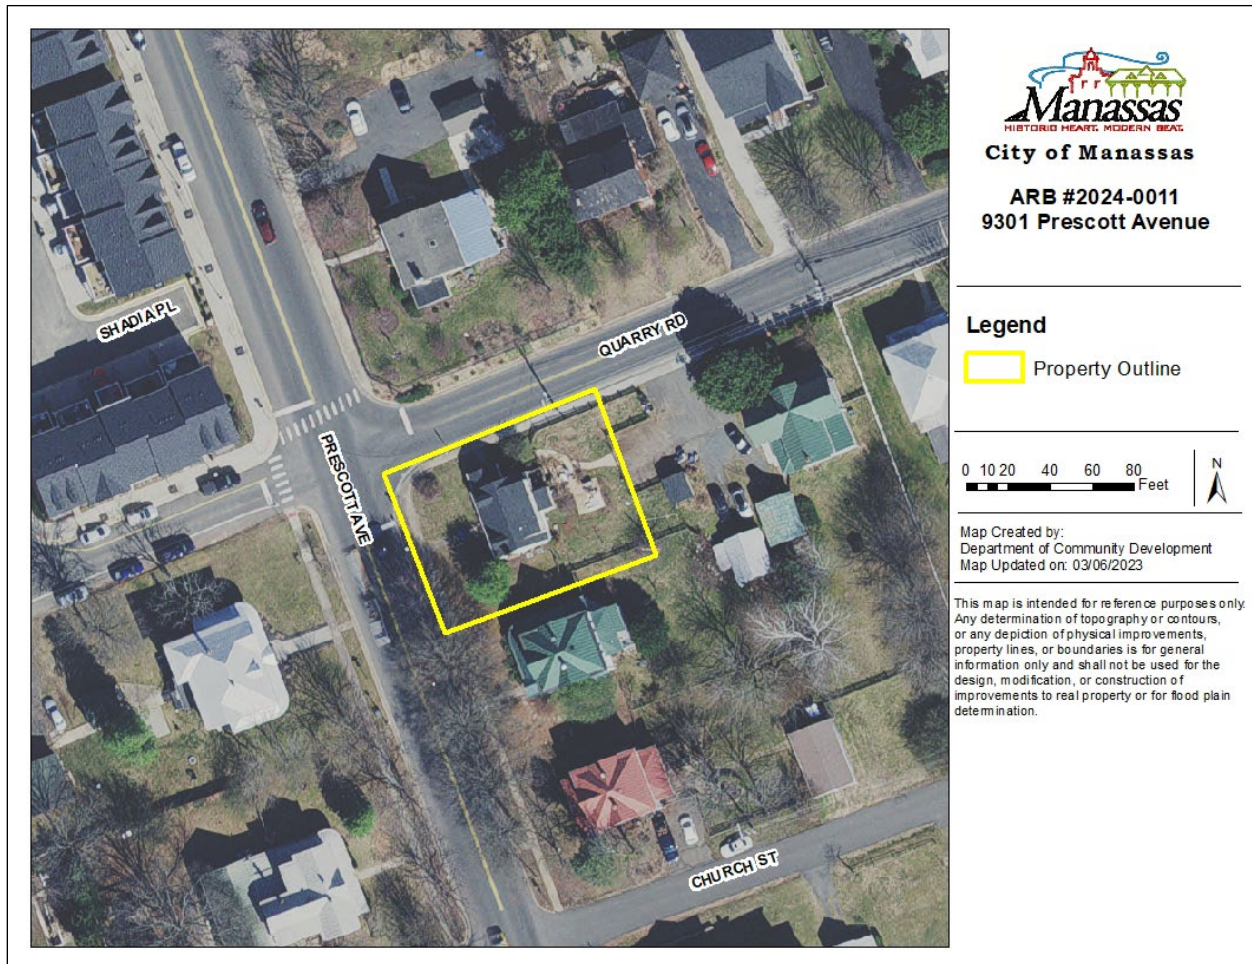 Manassas
HISTORIC HEART. MODERN BEAT.
City of Manassas
ARB #2024-0011
9301 Prescott Avenue
Legend
Property Outline
0 10 20 40 60 80
Feet
N
Map Created by:
Department of Community Development
Map Updated on: 03/06/2023
This map is intended for reference purposes only.
Any determination of topography or contours,
or any depiction of physical improvements,
property lines, or boundaries is for general
information only and shall not be used for the
design, modification, or construction of
improvements to real property or for flood plain
determination.
SHADIA PL
QUARRY RD
PRESCOTT AVE
CHURCH ST